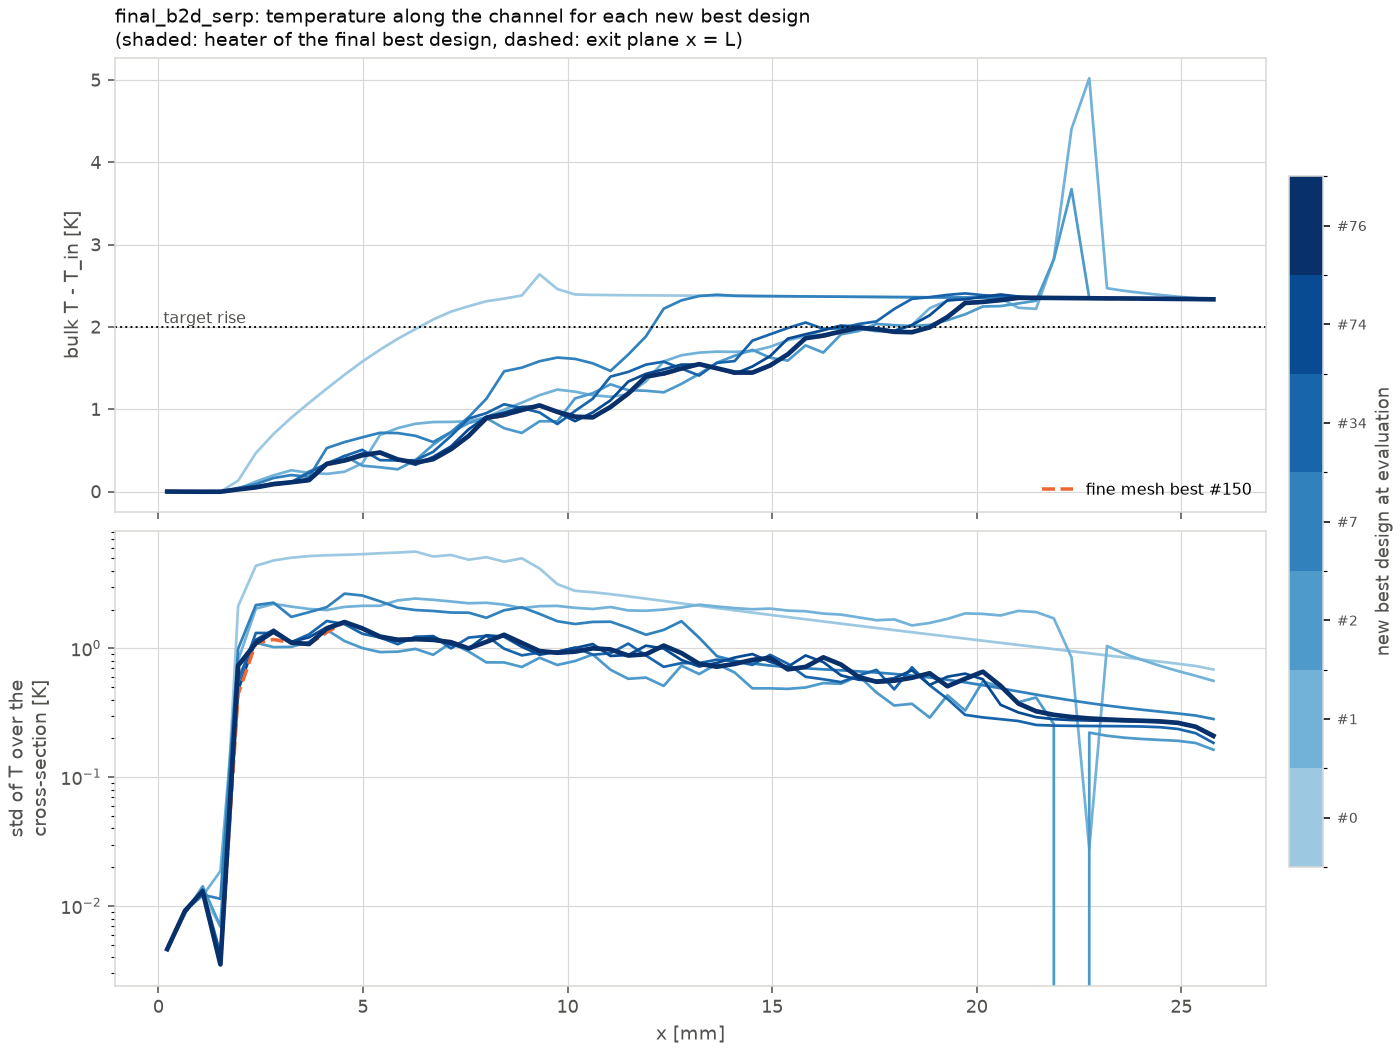 final_b2d_serp: temperature along the channel for each new best design
(shaded: heater of the final best design, dashed: exit plane x = L)
bulk T - T_in [K]
5
4
3
2
1
0
target rise
fine mesh best #150
std of T over the
cross-section [K]
10⁰
10⁻¹
10⁻²
0
5
10
15
20
25
x [mm]
#76
#74
#34
#7
#2
#1
#0
new best design at evaluation